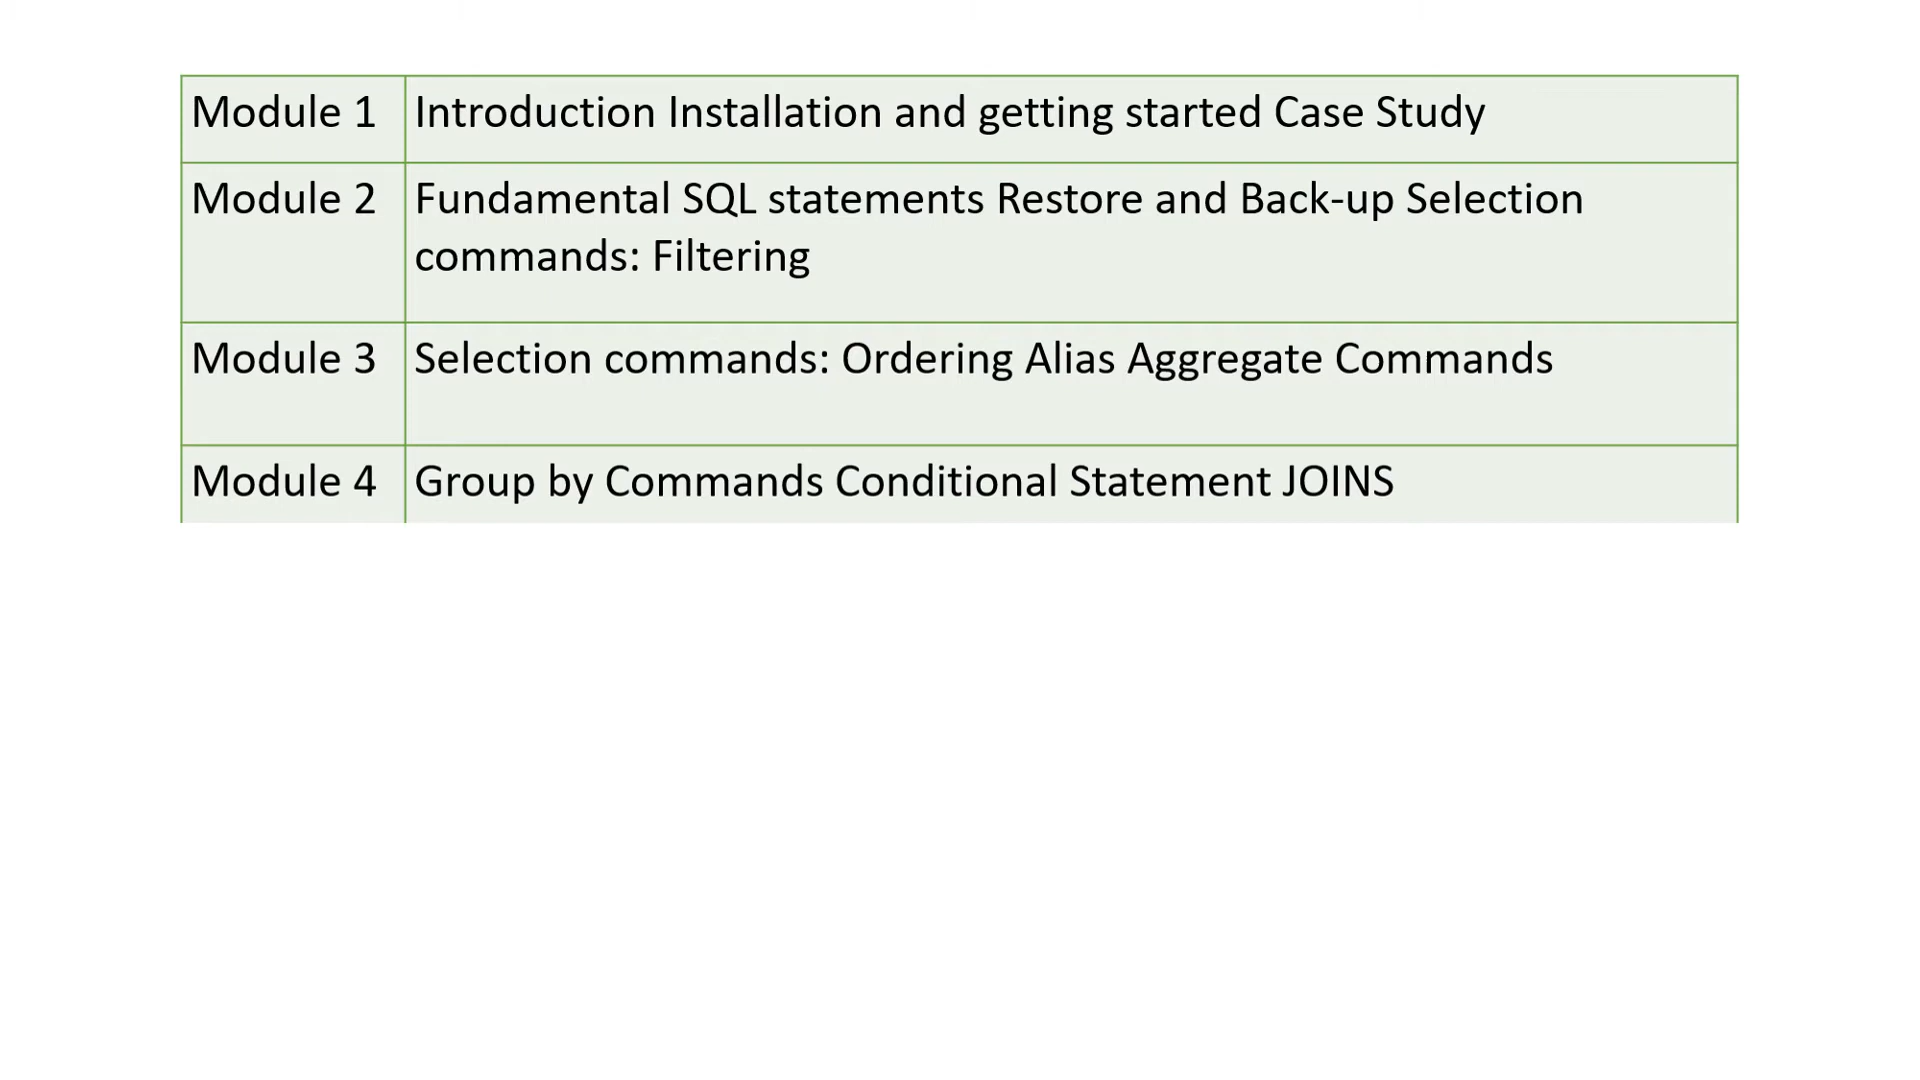 Module 1 Introduction Installation and getting started Case Study
Module 2 Fundamental SQL statements Restore and Back-up Selection
commands: Filtering
Module 3 Selection commands: Ordering Alias Aggregate Commands
Module 4 Group by Commands Conditional Statement JOINS